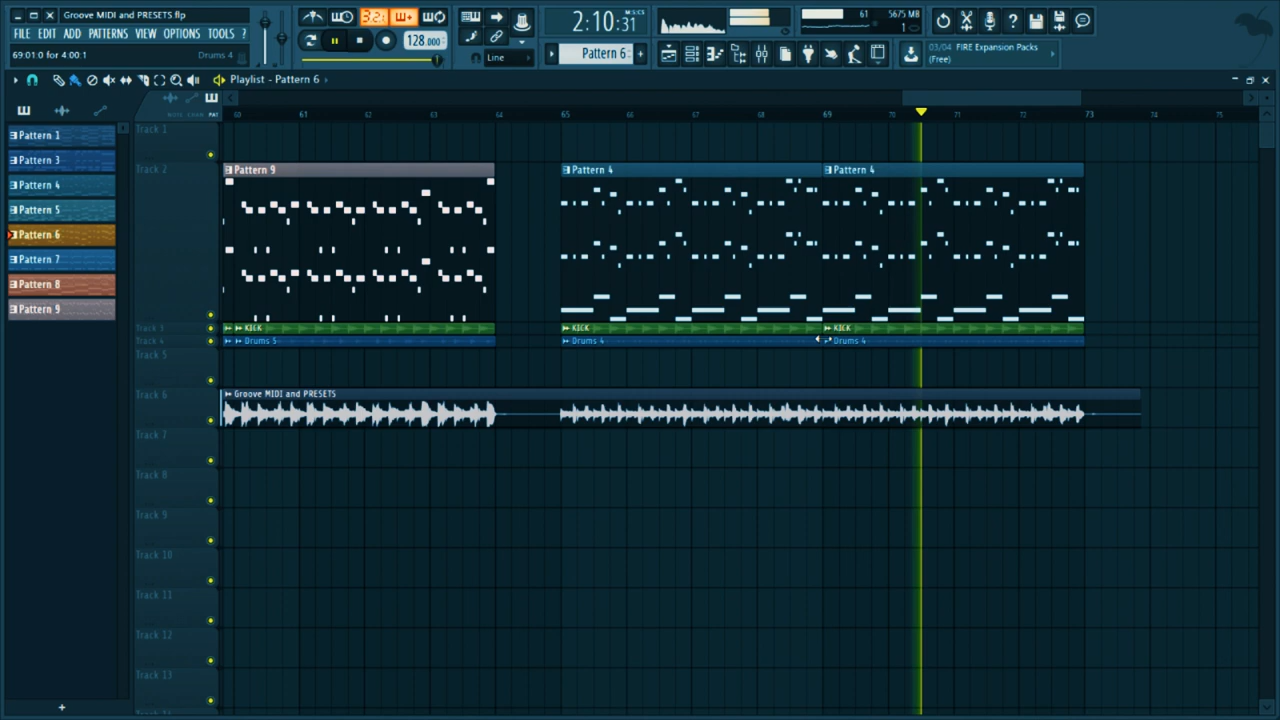 Groove MIDI and PRESETS.flp
FILE EDIT ADD PATTERNS VIEW OPTIONS TOOLS ?
69:01:0 for 4:00:1 Drums 4
3.2:
128.000
Line
2:10:31
M:S:CS
Pattern 6
61
5675 MB
1
03/04 FIRE Expansion Packs
(Free)
Playlist - Pattern 6
NOTE CHAN PAT
60 61 62 63 64 65 66 67 68 69 70 71 72 73 74 75
Pattern 1
Pattern 3
Pattern 4
Pattern 5
Pattern 6
Pattern 7
Pattern 8
Pattern 9
Track 1
Track 2
Pattern 9
Pattern 4
Pattern 4
Track 3
KICK
KICK
KICK
Track 4
Drums 5
Drums 4
Drums 4
Track 5
Track 6
Groove MIDI and PRESETS
Track 7
Track 8
Track 9
Track 10
Track 11
Track 12
Track 13